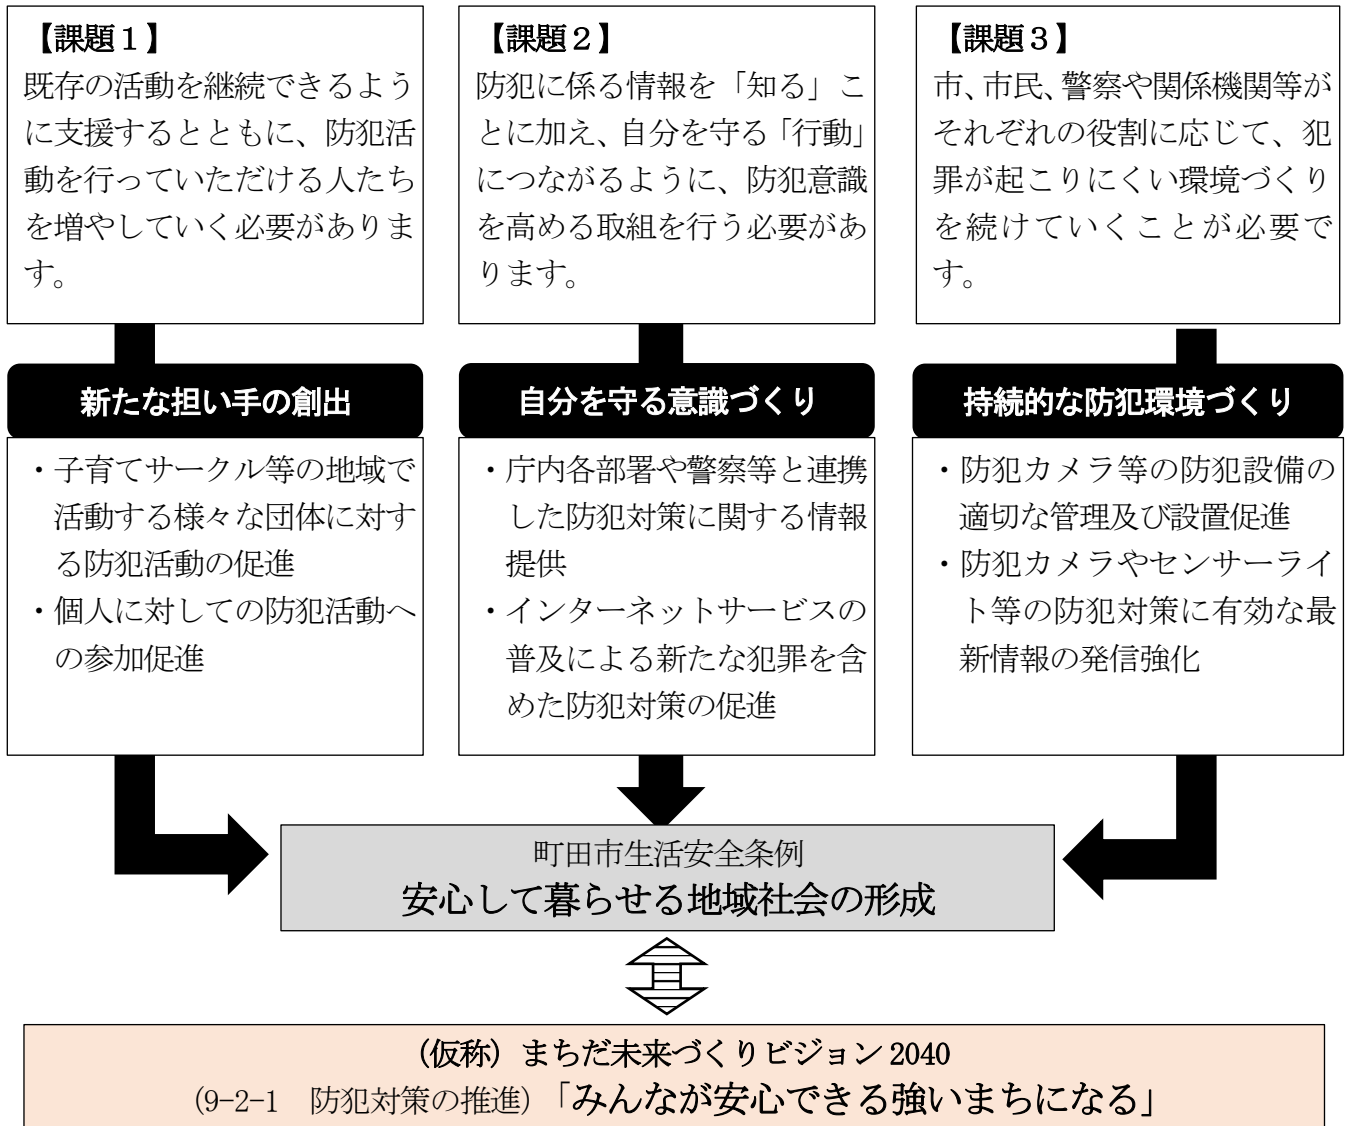 【課題１】
既存の活動を継続できるよう
に支援するとともに、防犯活
動を行っていただける人たち
を増やしていく必要がありま
す。
【課題２】
防犯に係る情報を「知る」こ
とに加え、自分を守る「行動」
につながるように、防犯意識
を高める取組を行う必要があ
ります。
【課題３】
市、市民、警察や関係機関等が
それぞれの役割に応じて、犯
罪が起こりにくい環境づくり
を続けていくことが必要で
す。
新たな担い手の創出
・子育てサークル等の地域で
活動する様々な団体に対す
る防犯活動の促進
・個人に対しての防犯活動へ
の参加促進
自分を守る意識づくり
・庁内各部署や警察等と連携
した防犯対策に関する情報
提供
・インターネットサービスの
普及による新たな犯罪を含
めた防犯対策の促進
持続的な防犯環境づくり
・防犯カメラ等の防犯設備の
適切な管理及び設置促進
・防犯カメラやセンサーライ
ト等の防犯対策に有効な最
新情報の発信強化
町田市生活安全条例
安心して暮らせる地域社会の形成
（仮称）まちだ未来づくりビジョン 2040
(9-2-1　防犯対策の推進)「みんなが安心できる強いまちになる」